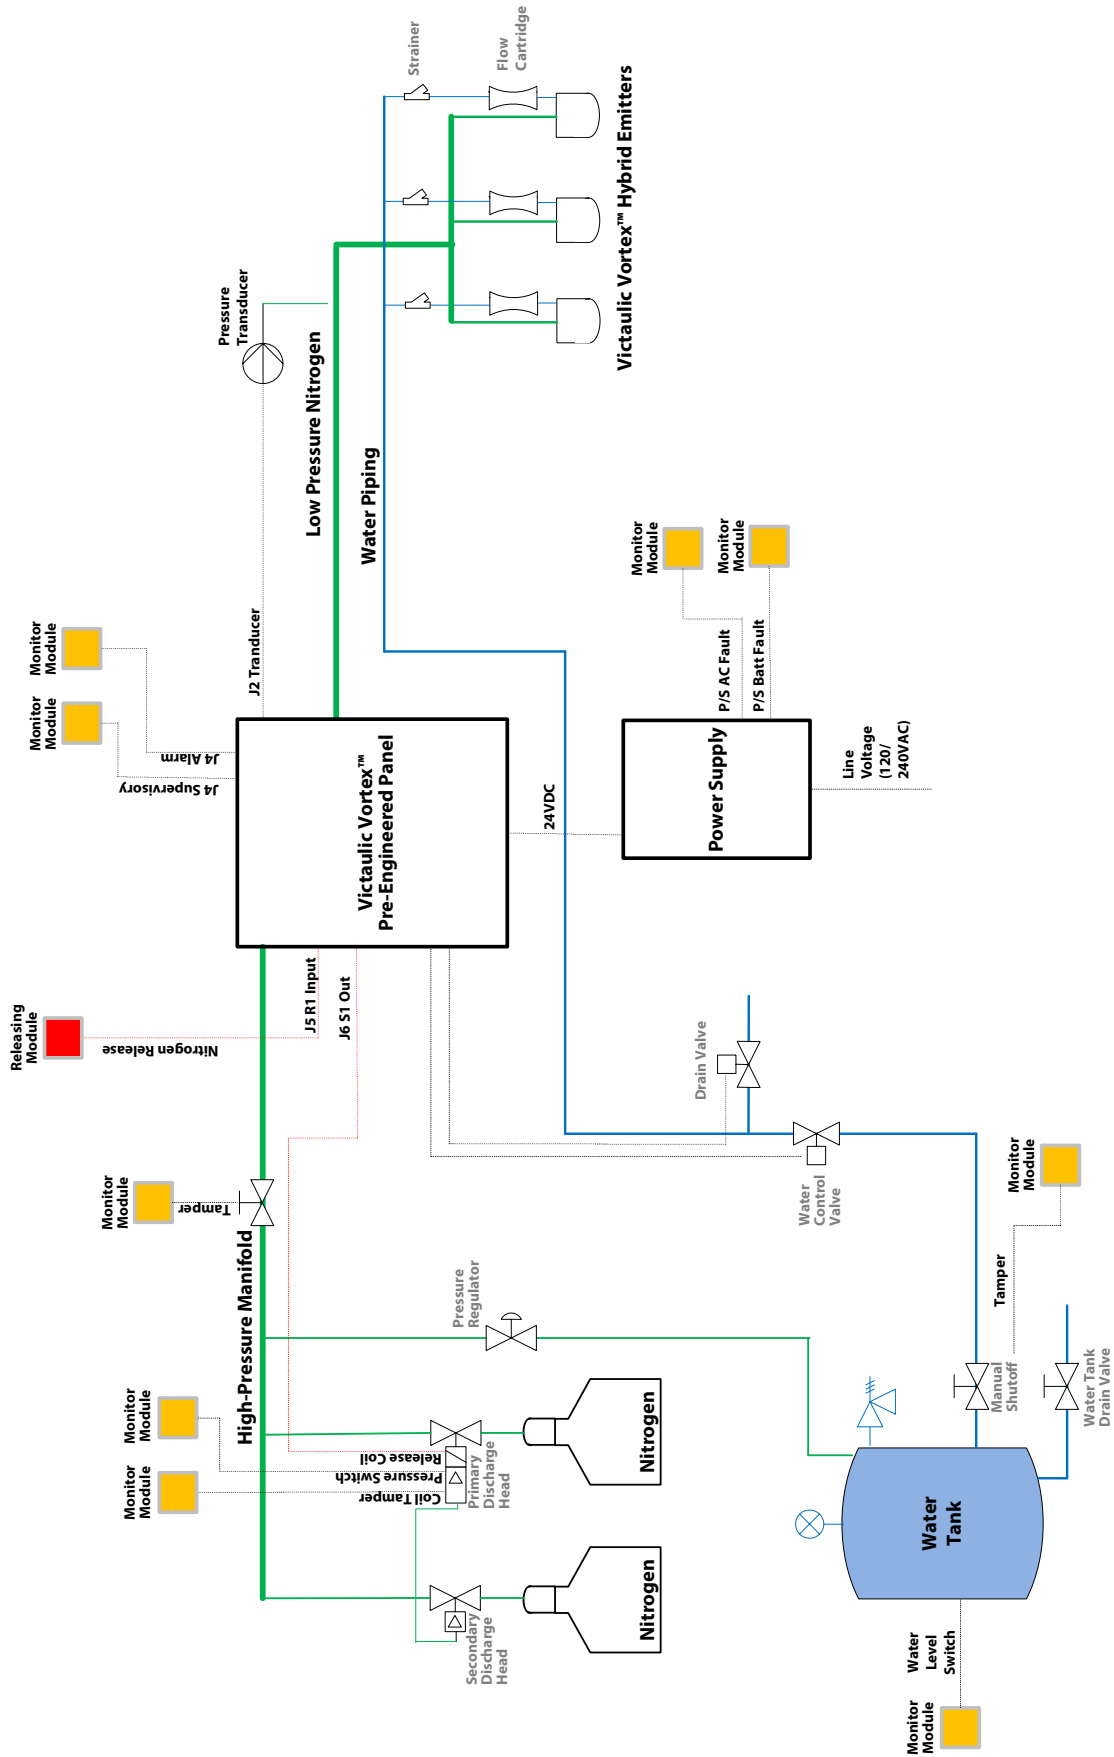 Releasing
Module
Nitrogen Release
J5 R1 Input
J6 S1 Out
Monitor
Module
J4 Supervisory
Monitor
Module
J4 Alarm
J2 Tranducer
Pressure
Transducer
Low Pressure Nitrogen
Water Piping
Strainer
Flow
Cartridge
Victaulic Vortex™ Hybrid Emitters
Victaulic Vortex™
Pre-Engineered Panel
24VDC
Power Supply
P/S AC Fault
P/S Batt Fault
Monitor
Module
Monitor
Module
Line
Voltage
(120/
240VAC)
Monitor
Module
Tamper
High-Pressure Manifold
Monitor
Module
Monitor
Module
Release Coil
Pressure Switch
Coil Tamper
Primary
Discharge
Head
Secondary
Discharge
Head
Nitrogen
Nitrogen
Pressure
Regulator
Drain Valve
Water
Control
Valve
Tamper
Monitor
Module
Manual
Shutoff
Water Tank
Drain Valve
Water
Tank
Water
Level
Switch
Monitor
Module